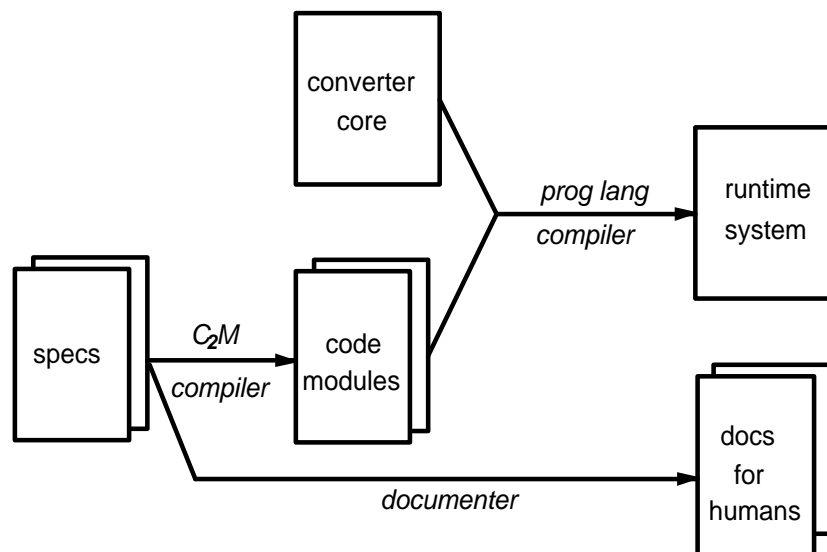 converter
core
prog lang
compiler
runtime
system
specs
C₂M
compiler
code
modules
docs
for
humans
documenter